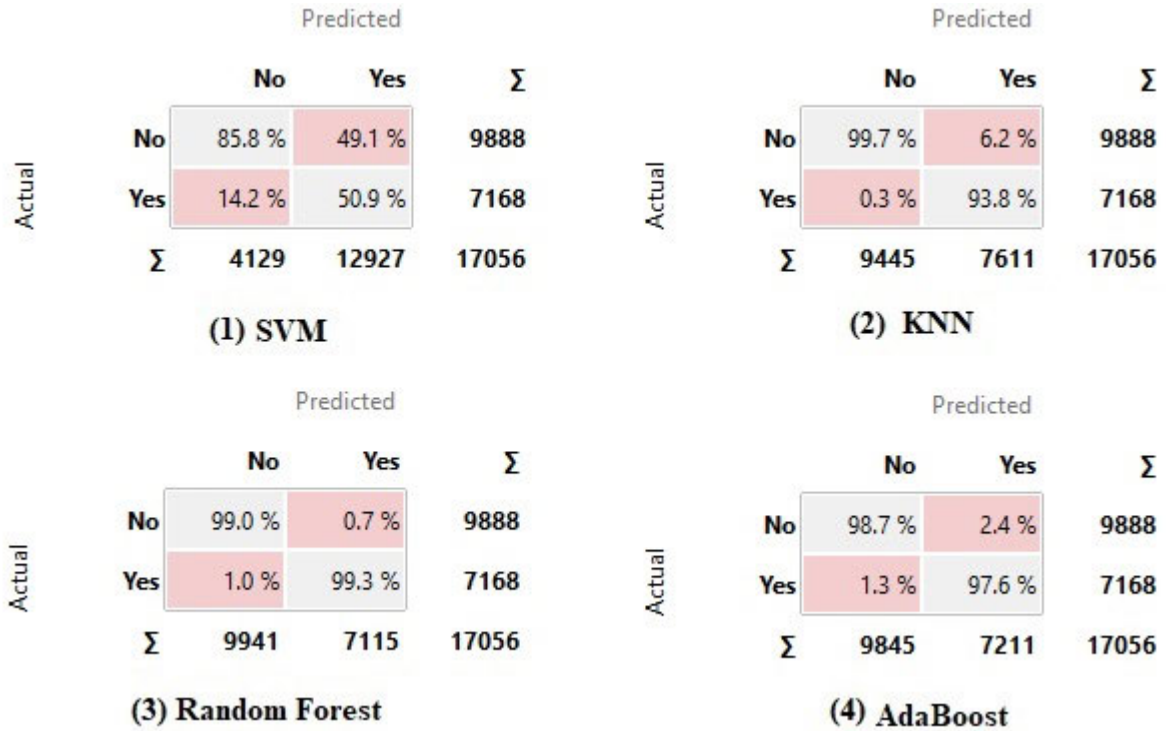 Predicted
No Yes Σ
No 85.8 % 49.1 % 9888
Yes 14.2 % 50.9 % 7168
Σ 4129 12927 17056
Actual
(1) SVM
Predicted
No Yes Σ
No 99.7 % 6.2 % 9888
Yes 0.3 % 93.8 % 7168
Σ 9445 7611 17056
Actual
(2) KNN
Predicted
No Yes Σ
No 99.0 % 0.7 % 9888
Yes 1.0 % 99.3 % 7168
Σ 9941 7115 17056
Actual
(3) Random Forest
Predicted
No Yes Σ
No 98.7 % 2.4 % 9888
Yes 1.3 % 97.6 % 7168
Σ 9845 7211 17056
Actual
(4) AdaBoost